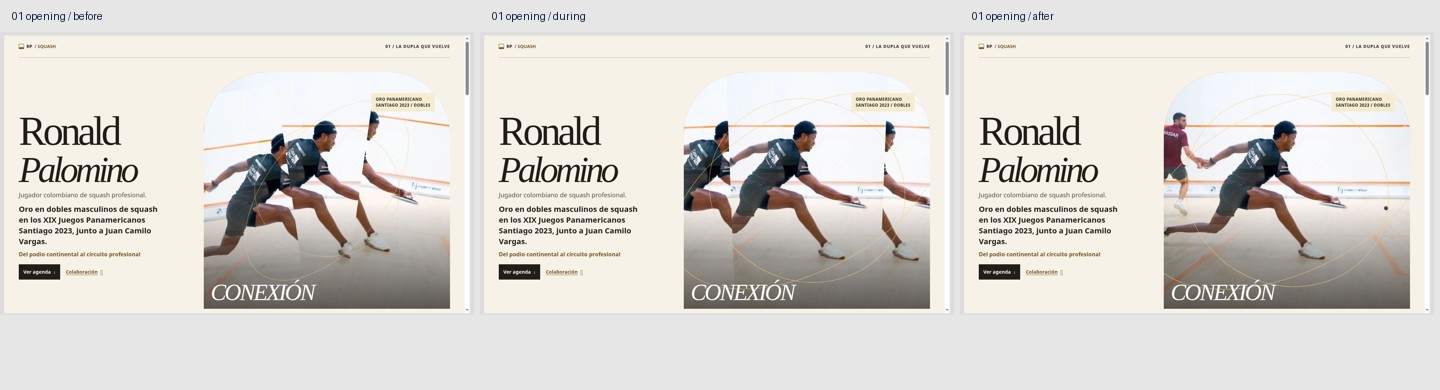 01 opening / before
RP / SQUASH
01 / LA DUPLA QUE VUELVE
ORO PANAMERICANO
SANTIAGO 2023 / DOBLES
Ronald
Palomino
Jugador colombiano de squash profesional.
Oro en dobles masculinos de squash
en los XIX Juegos Panamericanos
Santiago 2023, junto a Juan Camilo
Vargas.
Del podio continental al circuito profesional
Ver agenda ↓
Colaboración
CONEXIÓN
01 opening / during
RP / SQUASH
01 / LA DUPLA QUE VUELVE
ORO PANAMERICANO
SANTIAGO 2023 / DOBLES
Ronald
Palomino
Jugador colombiano de squash profesional.
Oro en dobles masculinos de squash
en los XIX Juegos Panamericanos
Santiago 2023, junto a Juan Camilo
Vargas.
Del podio continental al circuito profesional
Ver agenda ↓
Colaboración
CONEXIÓN
01 opening / after
RP / SQUASH
01 / LA DUPLA QUE VUELVE
ORO PANAMERICANO
SANTIAGO 2023 / DOBLES
Ronald
Palomino
Jugador colombiano de squash profesional.
Oro en dobles masculinos de squash
en los XIX Juegos Panamericanos
Santiago 2023, junto a Juan Camilo
Vargas.
Del podio continental al circuito profesional
Ver agenda ↓
Colaboración
CONEXIÓN